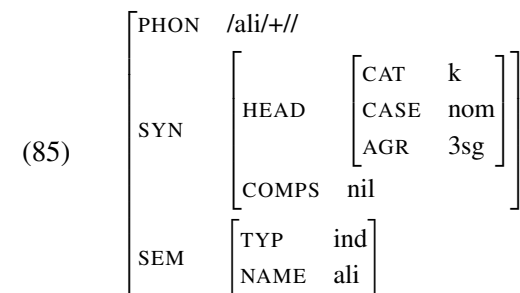 PHON /ali/+//
CAT k
HEAD CASE nom
(85) SYN AGR 3sg
COMPS nil
TYP ind
SEM NAME ali